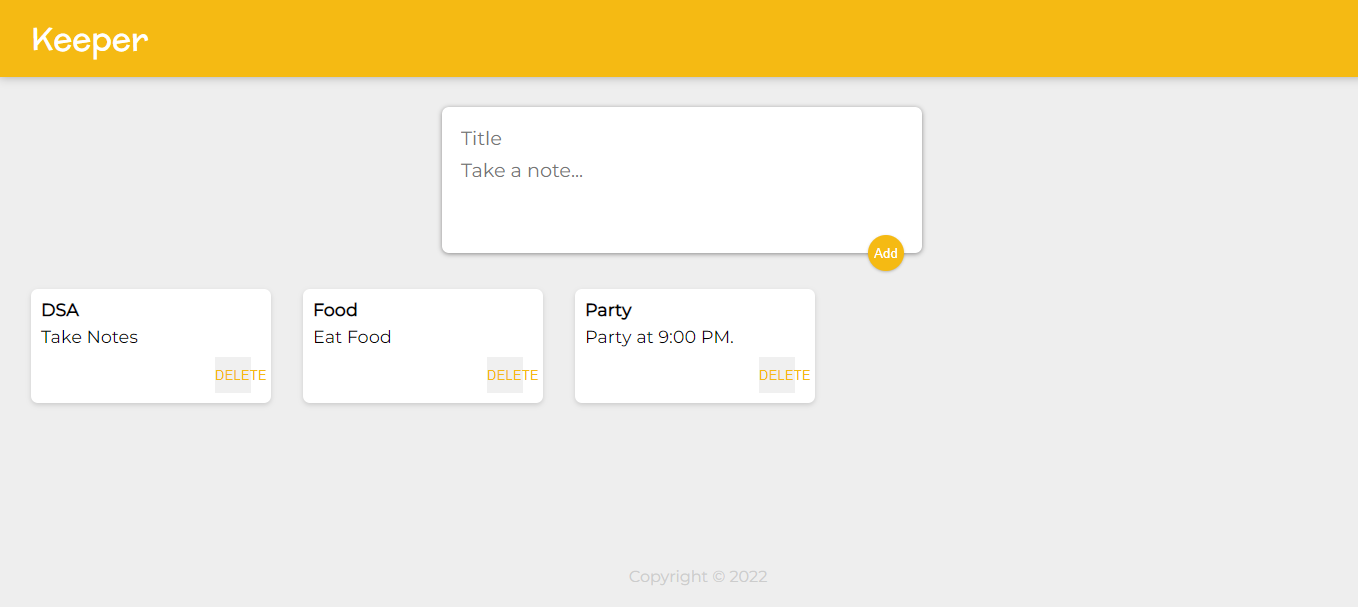 Keeper
Title
Take a note...
Add
DSA
Take Notes
DELETE
Food
Eat Food
DELETE
Party
Party at 9:00 PM.
DELETE
Copyright © 2022